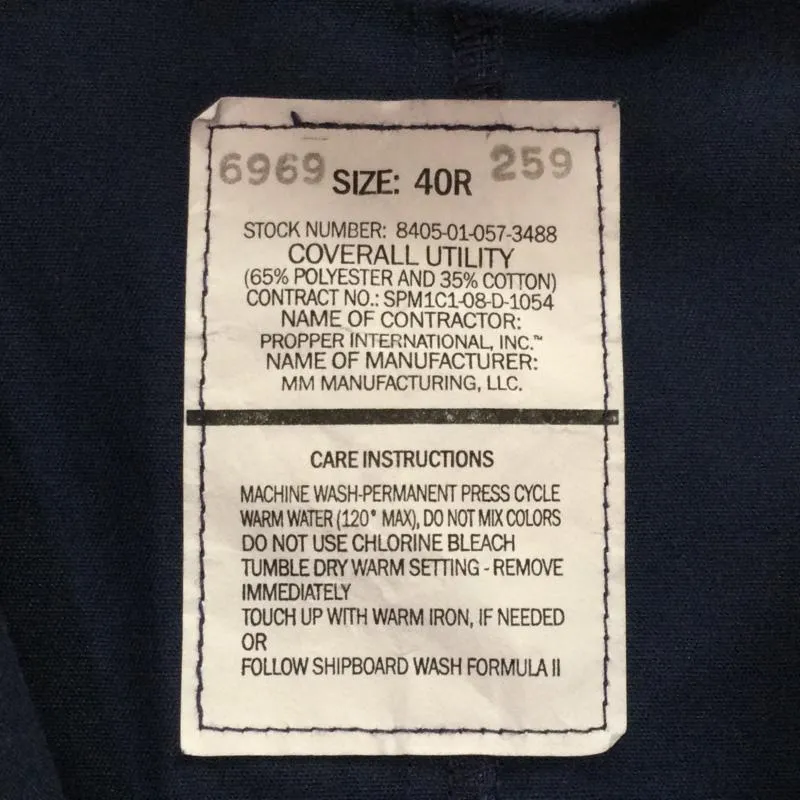 6969 SIZE: 40R 259
STOCK NUMBER: 8405-01-057-3488
COVERALL UTILITY
(65% POLYESTER AND 35% COTTON)
CONTRACT NO.: SPM1C1-08-D-1054
NAME OF CONTRACTOR:
PROPPER INTERNATIONAL, INC.™
NAME OF MANUFACTURER:
MM MANUFACTURING, LLC.
CARE INSTRUCTIONS
MACHINE WASH-PERMANENT PRESS CYCLE
WARM WATER (120° MAX), DO NOT MIX COLORS
DO NOT USE CHLORINE BLEACH
TUMBLE DRY WARM SETTING - REMOVE
IMMEDIATELY
TOUCH UP WITH WARM IRON, IF NEEDED
OR
FOLLOW SHIPBOARD WASH FORMULA II